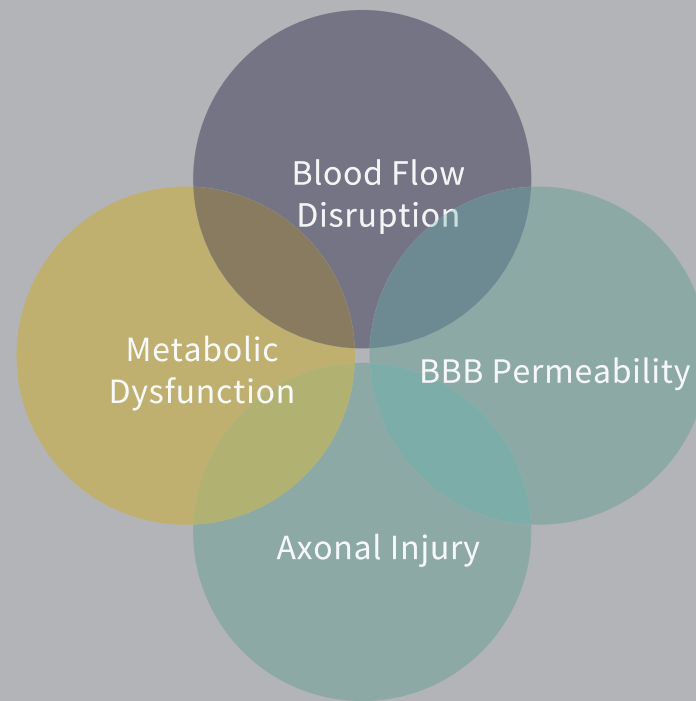 Blood Flow
Disruption
Metabolic
Dysfunction
BBB Permeability
Axonal Injury